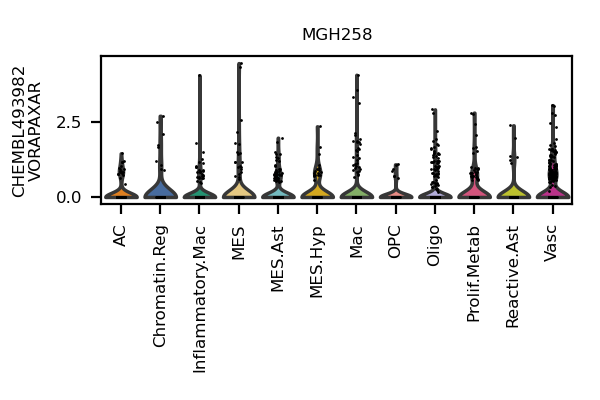 MGH258
CHEMBL493982
VORAPAXAR
2.5
0.0
AC
Chromatin.Reg
Inflammatory.Mac
MES
MES.Ast
MES.Hyp
Mac
OPC
Oligo
Prolif.Metab
Reactive.Ast
Vasc